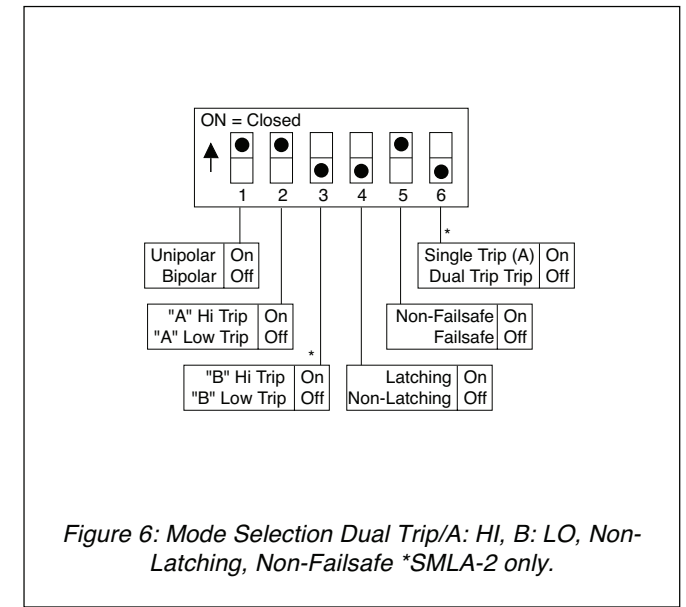 ON = Closed
1 2 3 4 5 6
*
Unipolar On
Bipolar Off
Single Trip (A) On
Dual Trip Trip Off
"A" Hi Trip On
"A" Low Trip Off
Non-Failsafe On
Failsafe Off
*
"B" Hi Trip On
"B" Low Trip Off
Latching On
Non-Latching Off
Figure 6: Mode Selection Dual Trip/A: HI, B: LO, Non-
Latching, Non-Failsafe *SMLA-2 only.